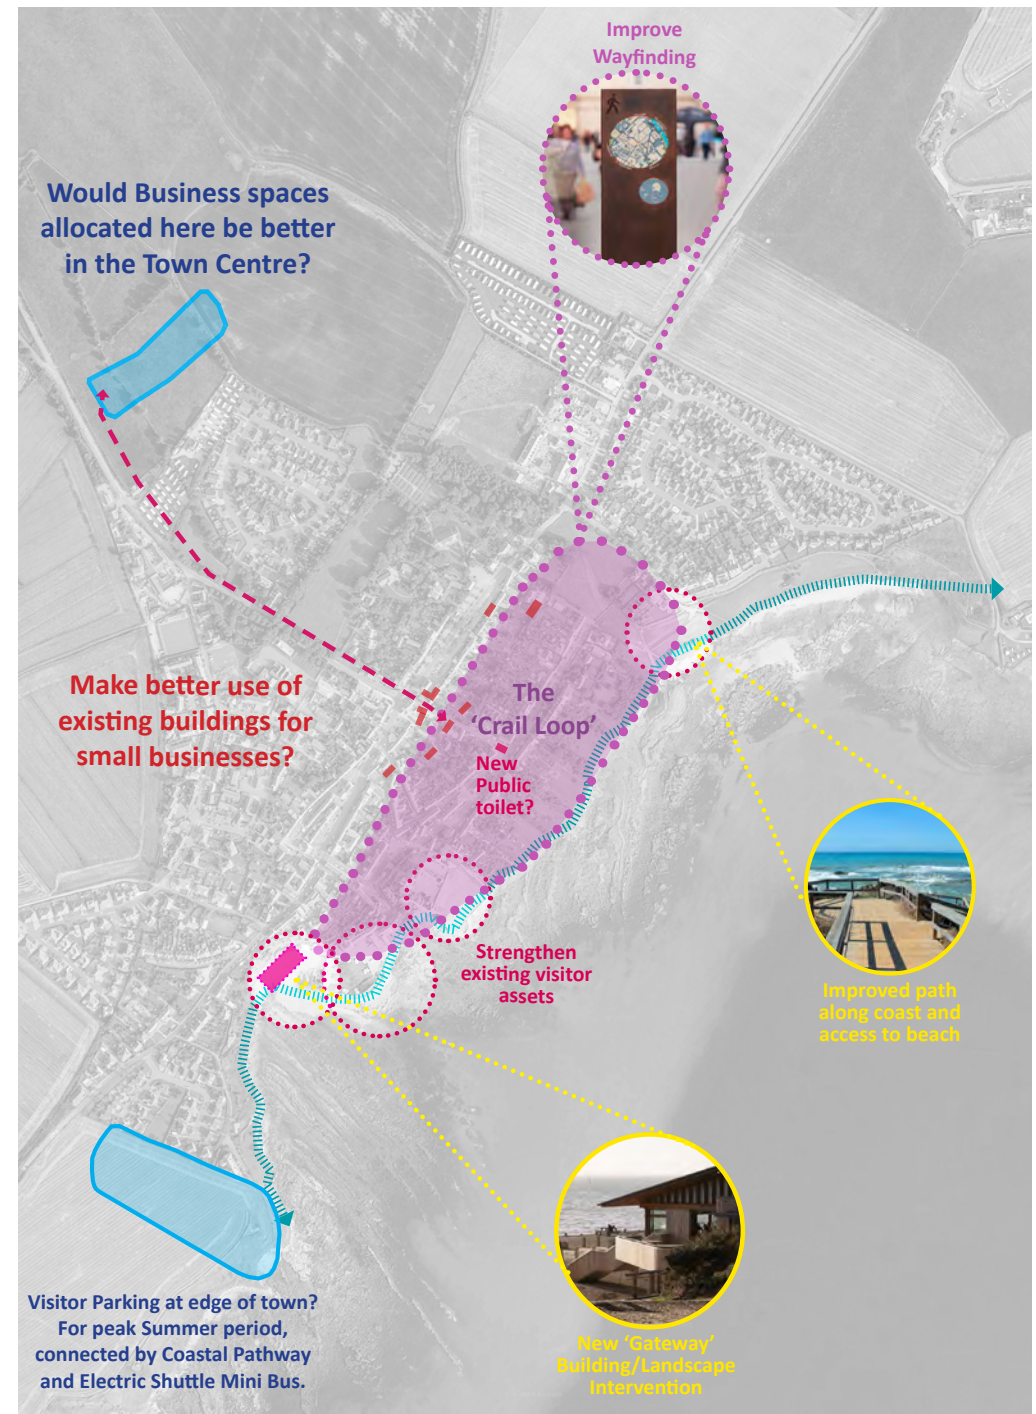 Improve
Wayfinding
Would Business spaces
allocated here be better
in the Town Centre?
Make better use of
existing buildings for
small businesses?
The
‘Crail Loop’
New
Public
toilet?
Strengthen
existing visitor
assets
Improved path
along coast and
access to beach
Visitor Parking at edge of town?
For peak Summer period,
connected by Coastal Pathway
and Electric Shuttle Mini Bus.
New ‘Gateway’
Building/Landscape
Intervention